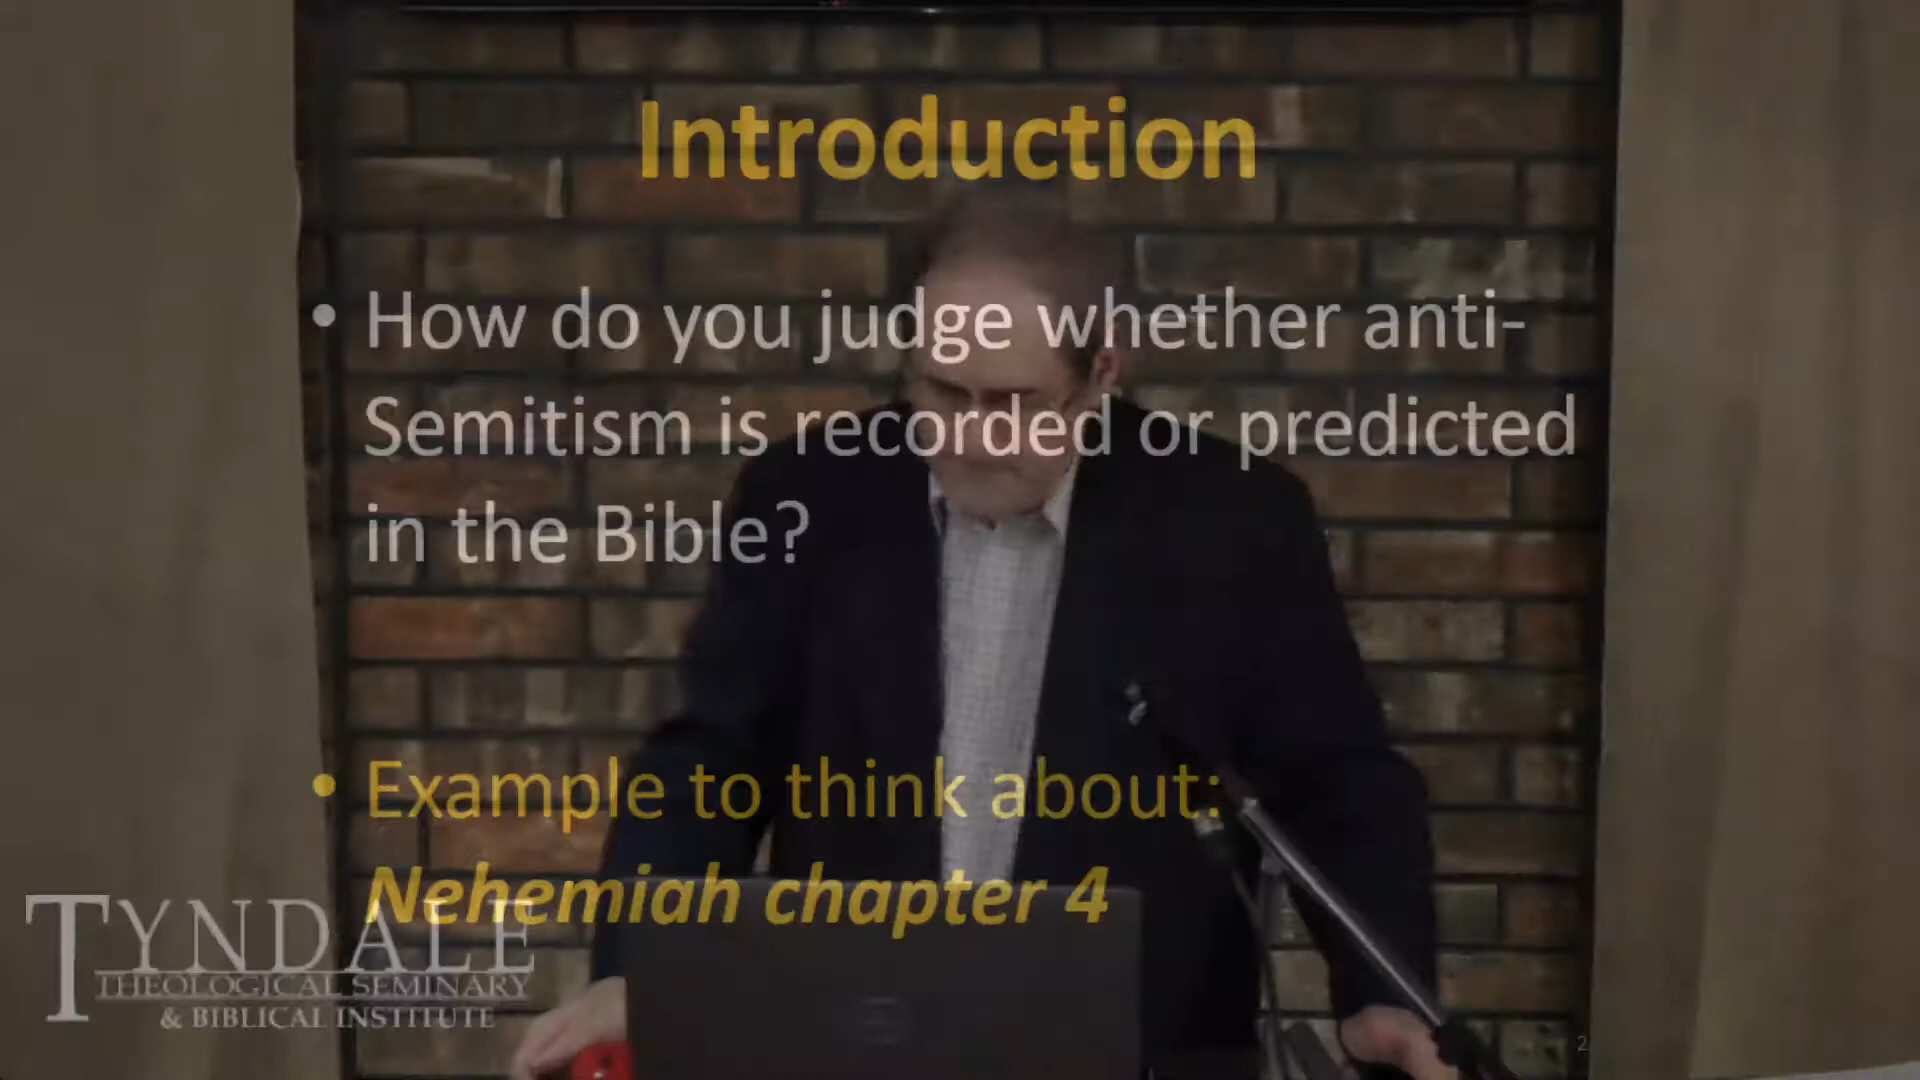 Introduction
• How do you judge whether anti-
Semitism is recorded or predicted
in the Bible?
• Example to think about:
Nehemiah chapter 4
TYNDALE
THEOLOGICAL SEMINARY
& BIBLICAL INSTITUTE
2